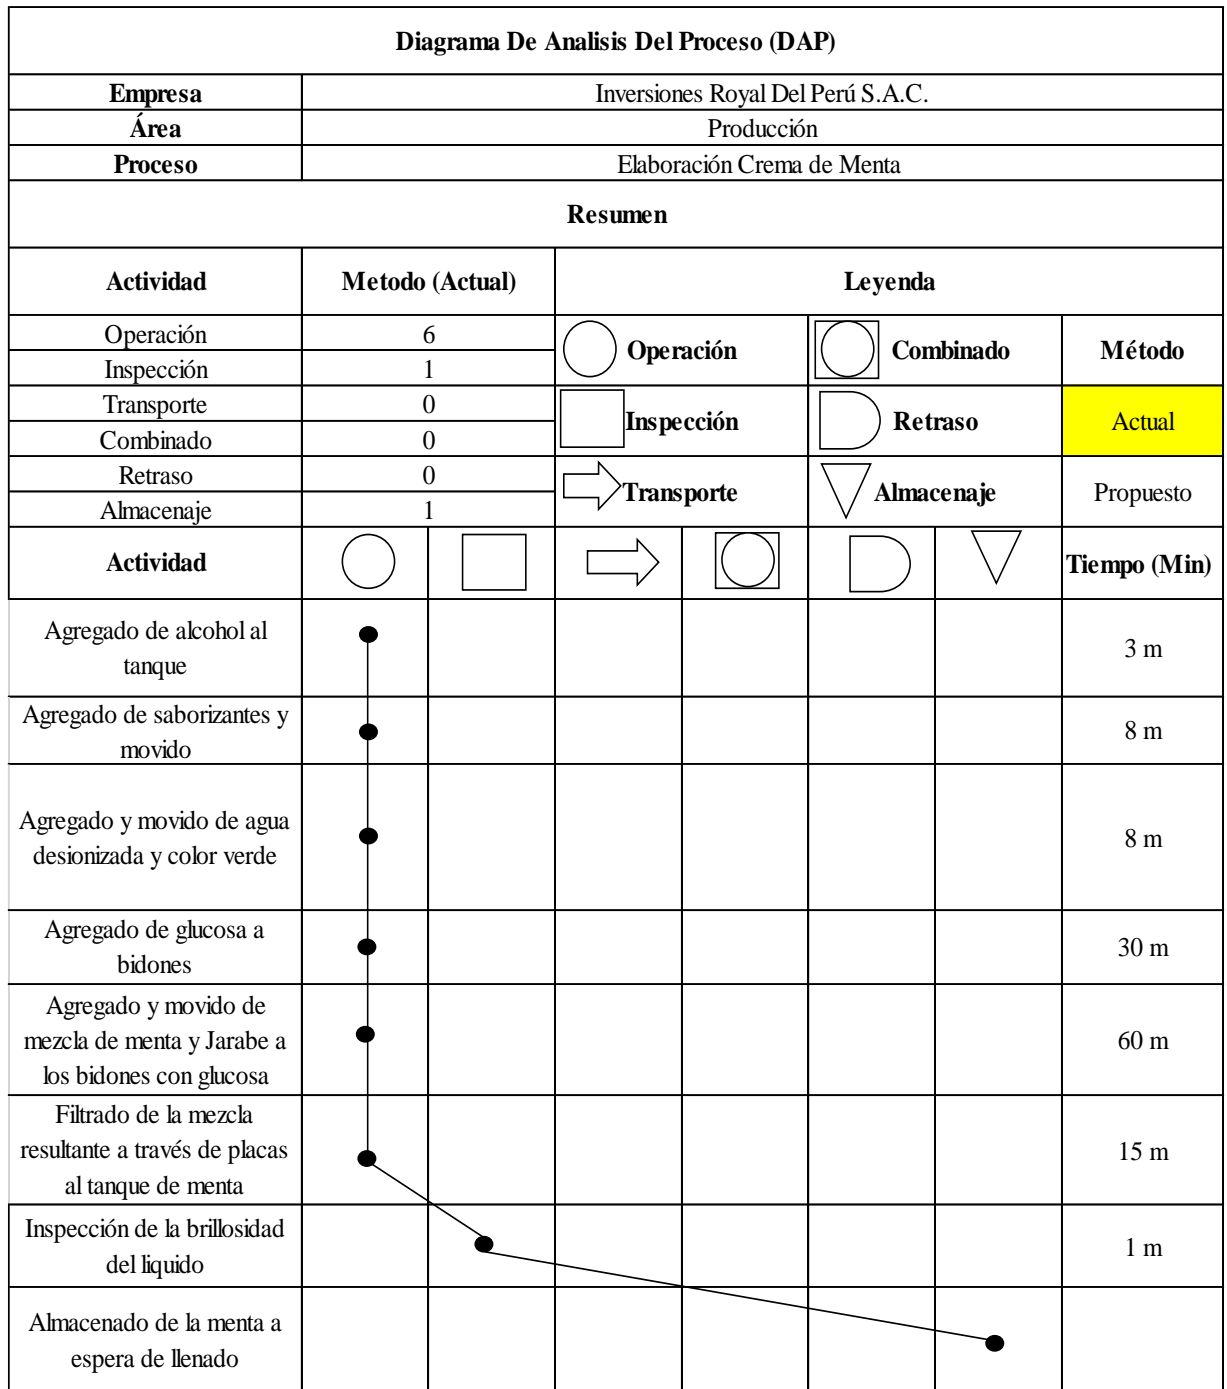 Diagrama De Analisis Del Proceso (DAP)
Empresa
Inversiones Royal Del Perú S.A.C.
Área
Producción
Proceso
Elaboración Crema de Menta
Resumen
Actividad
Metodo (Actual)
Leyenda
Operación
6
Inspección
1
Transporte
0
Combinado
0
Retraso
0
Almacenaje
1
Operación
Combinado
Método
Inspección
Retraso
Actual
Transporte
Almacenaje
Propuesto
Actividad
Tiempo (Min)
Agregado de alcohol al
tanque
3 m
Agregado de saborizantes y
movido
8 m
Agregado y movido de agua
desionizada y color verde
8 m
Agregado de glucosa a
bidones
30 m
Agregado y movido de
mezcla de menta y Jarabe a
los bidones con glucosa
60 m
Filtrado de la mezcla
resultante a través de placas
al tanque de menta
15 m
Inspección de la brillosidad
del liquido
1 m
Almacenado de la menta a
espera de llenado